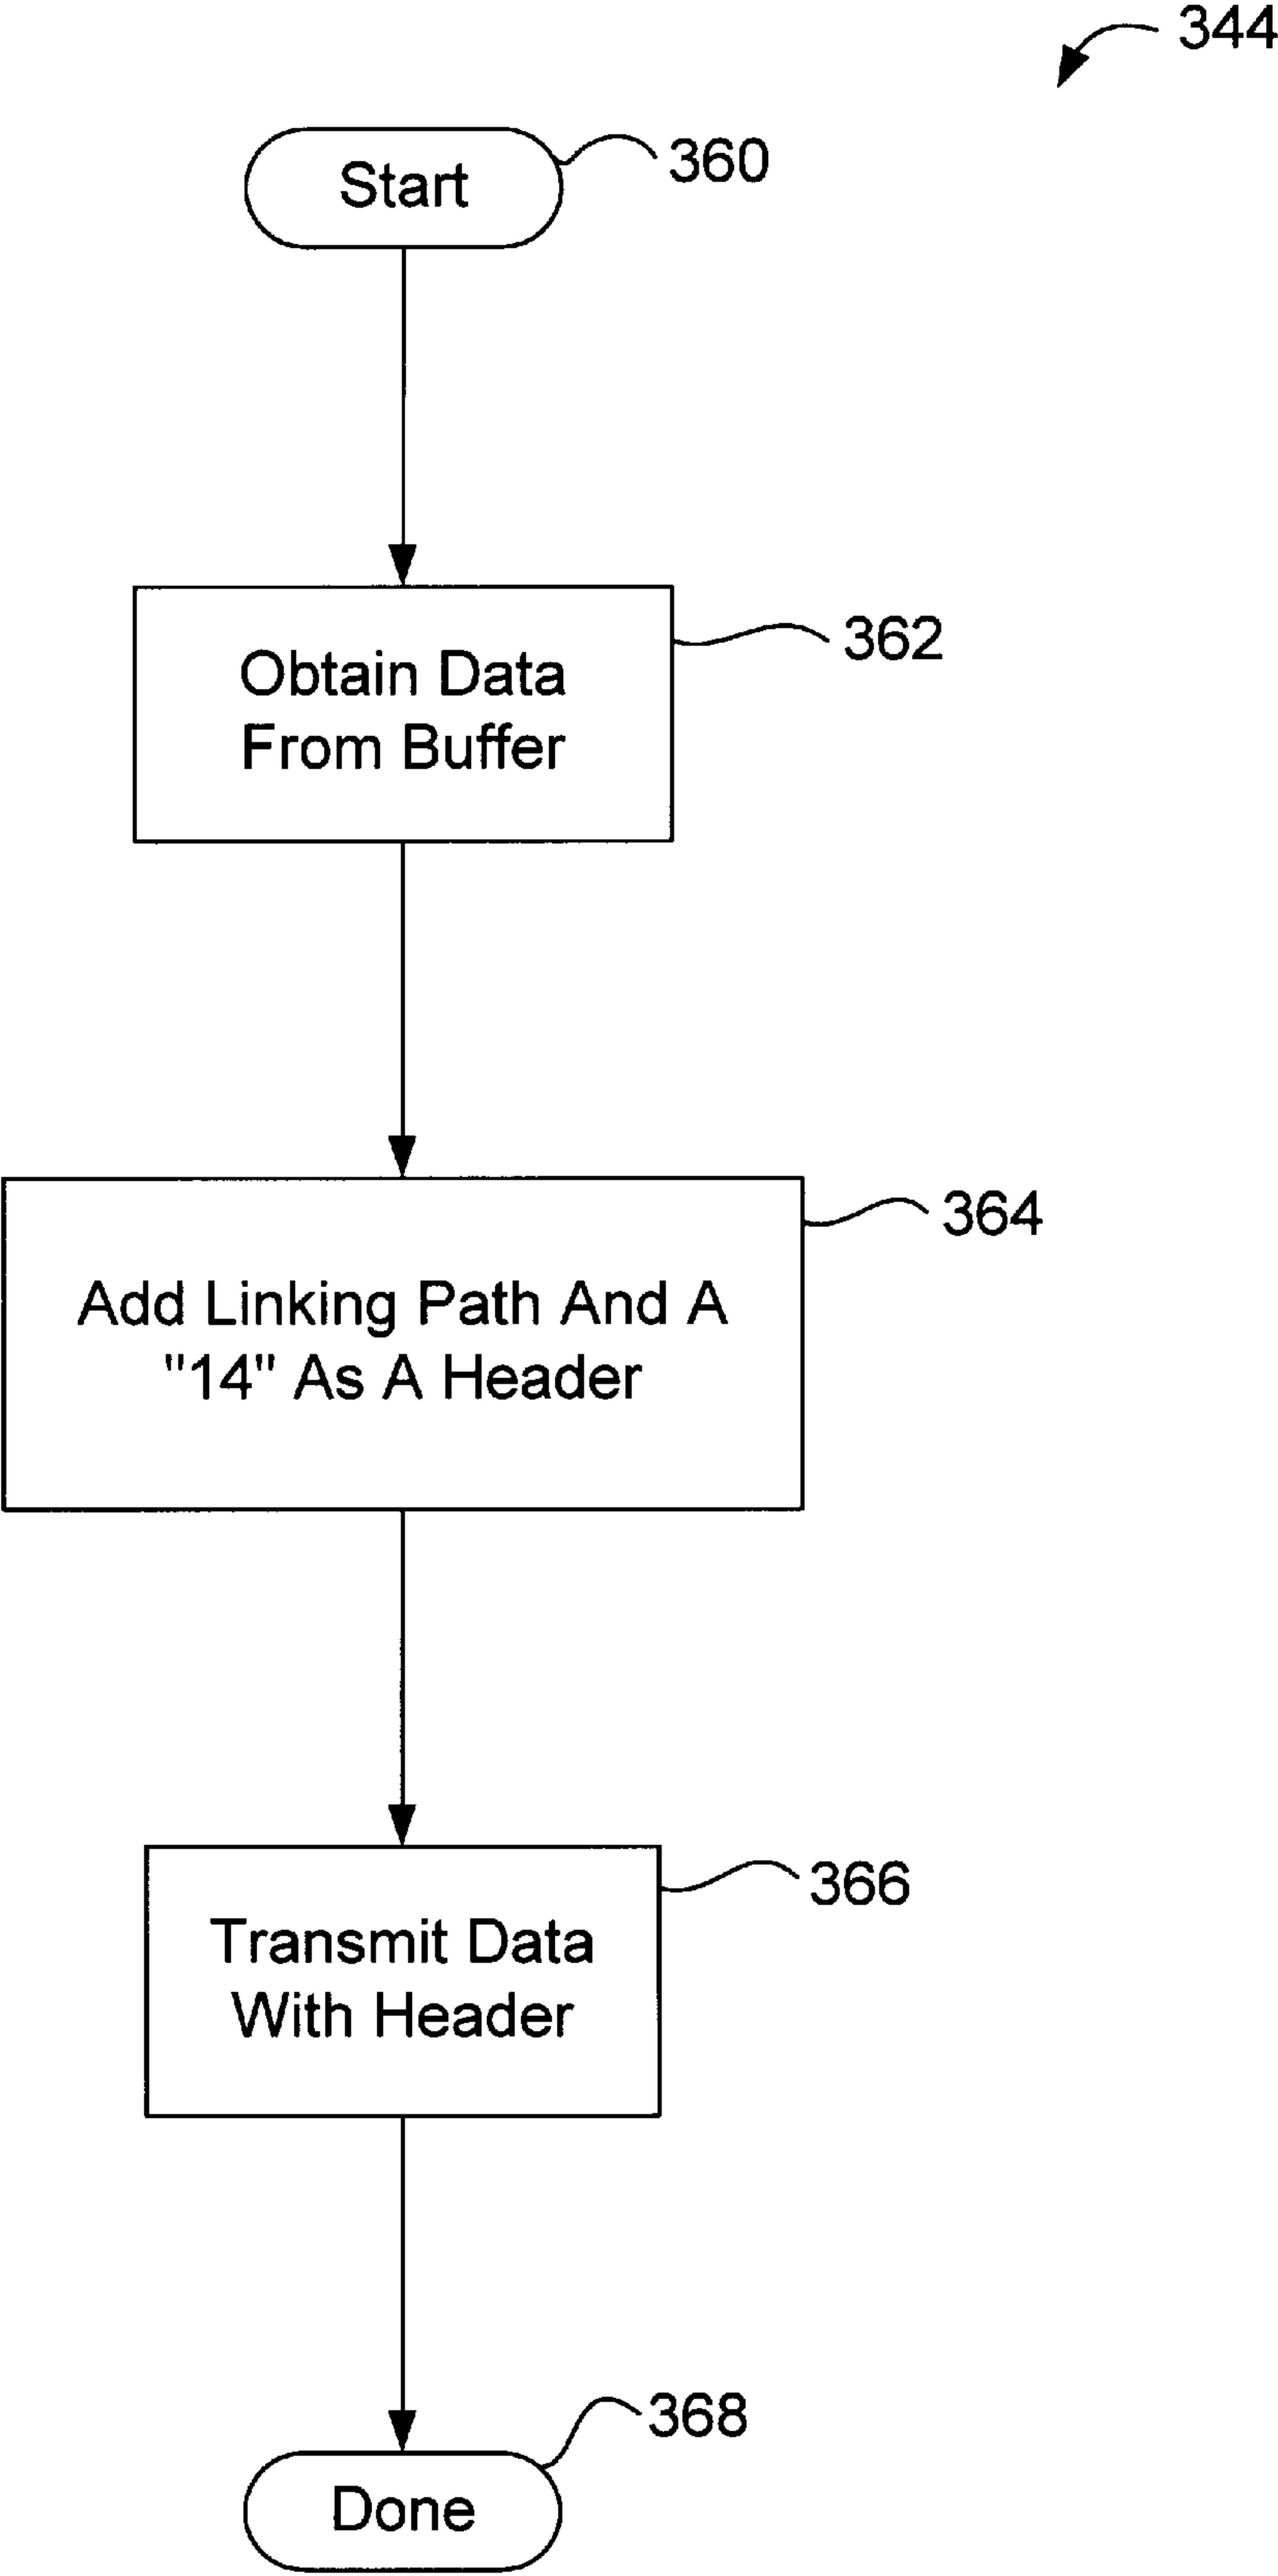 344
Start
360
Obtain Data
From Buffer
362
Add Linking Path And A
"14" As A Header
364
Transmit Data
With Header
366
Done
368